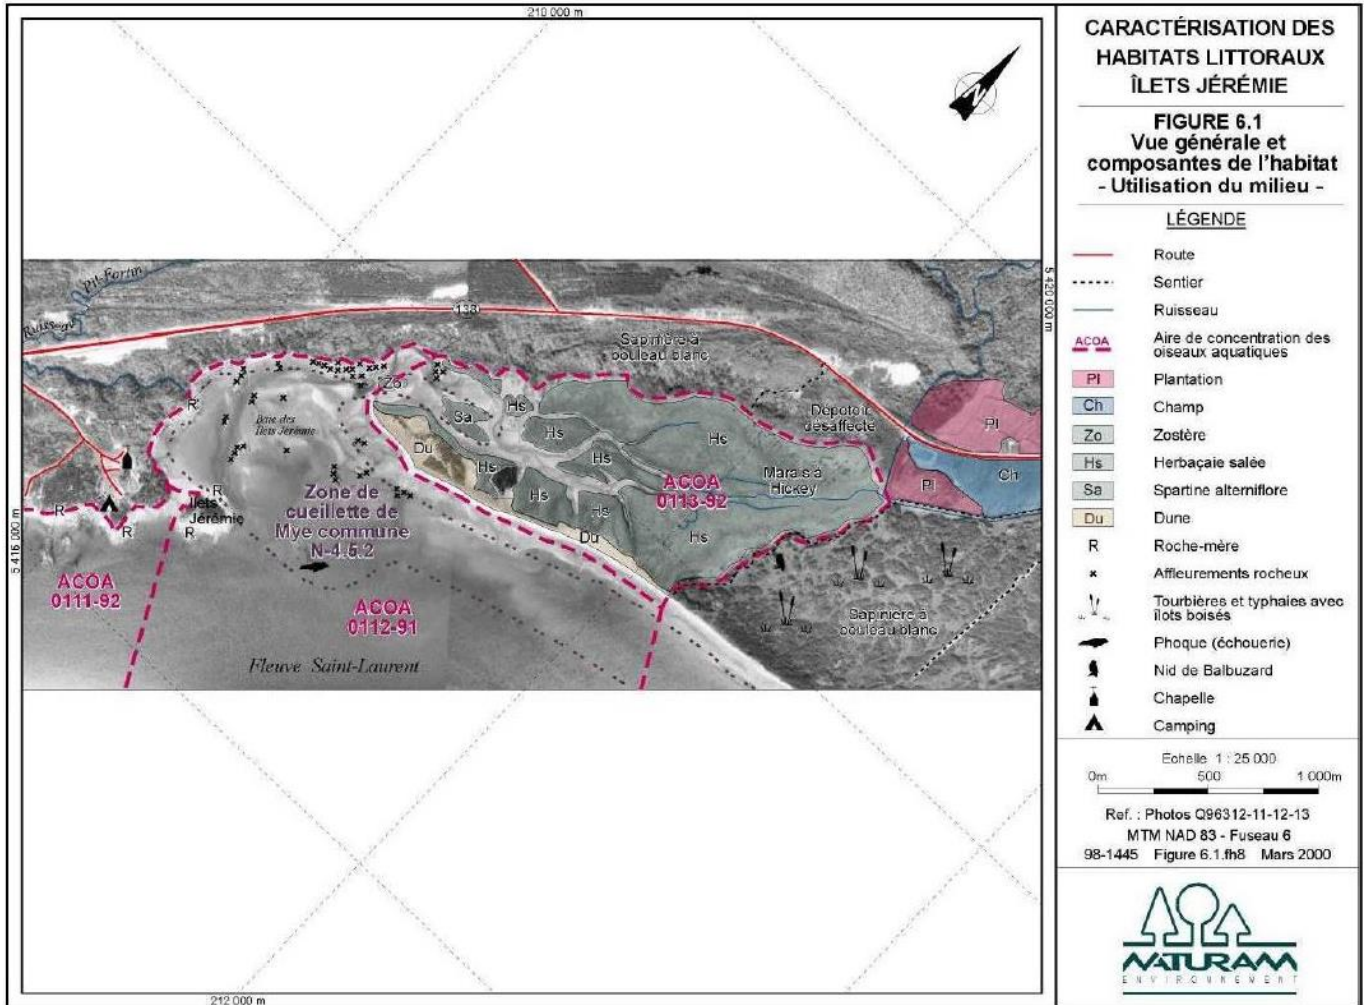 210 000 m
CARACTÉRISATION DES
HABITATS LITTORAUX
ÎLETS JÉRÉMIE
N
FIGURE 6.1
Vue générale et
composantes de l'habitat
- Utilisation du milieu -
LÉGENDE
Route
Sentier
Ruisseau
ACOA Aire de concentration des
oiseaux aquatiques
Pl Plantation
Ch Champ
Zo Zostère
Hs Herbaçaie salée
Sa Spartine alterniflore
Du Dune
R Roche-mère
Affleurements rocheux
Tourbières et typhaies avec
îlots boisés
Phoque (échouerie)
Nid de Balbuzard
Chapelle
Camping
Echelle 1 : 25 000
0m 500 1 000m
Ref. : Photos Q96312-11-12-13
MTM NAD 83 - Fuseau 6
98-1445 Figure 6.1.fh8 Mars 2000
NATURAM
ENVIRONNEMENT
Ruisseau
Pit-Fortin
138
5 420 000 m
Sapinière à
bouleau blanc
Zo
R
Baie des
Îlets Jérémie
Sa
Hs
Hs
Hs
Dépotoir
désaffecté
Pl
Du
Hs
Hs
Marais à
Hickey
Pl
Ch
ACOA
0113-92
Zone de
cueillette de
Mye commune
N-4.5.2
Hs
Hs
Hs
Du
R
Îlets
Jérémie
R
R
R
5 416 000 m
ACOA
0111-92
ACOA
0112-91
Sapinière à
bouleau blanc
Fleuve Saint-Laurent
212 000 m